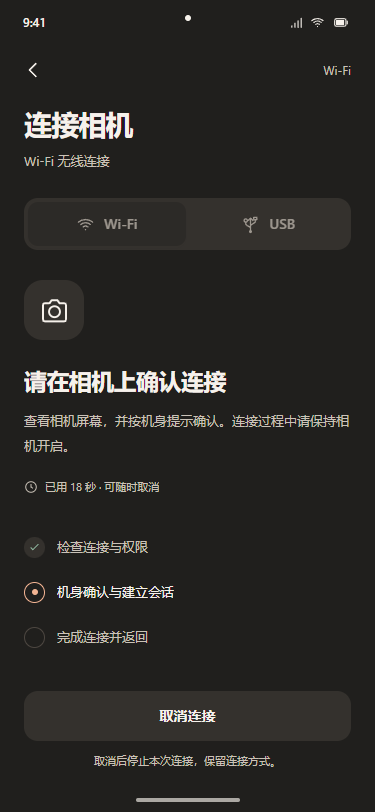 9:41
Wi-Fi
连接相机
Wi-Fi 无线连接
Wi-Fi
USB
请在相机上确认连接
查看相机屏幕，并按机身提示确认。连接过程中请保持相
机开启。
已用 18 秒 · 可随时取消
检查连接与权限
机身确认与建立会话
完成连接并返回
取消连接
取消后停止本次连接，保留连接方式。